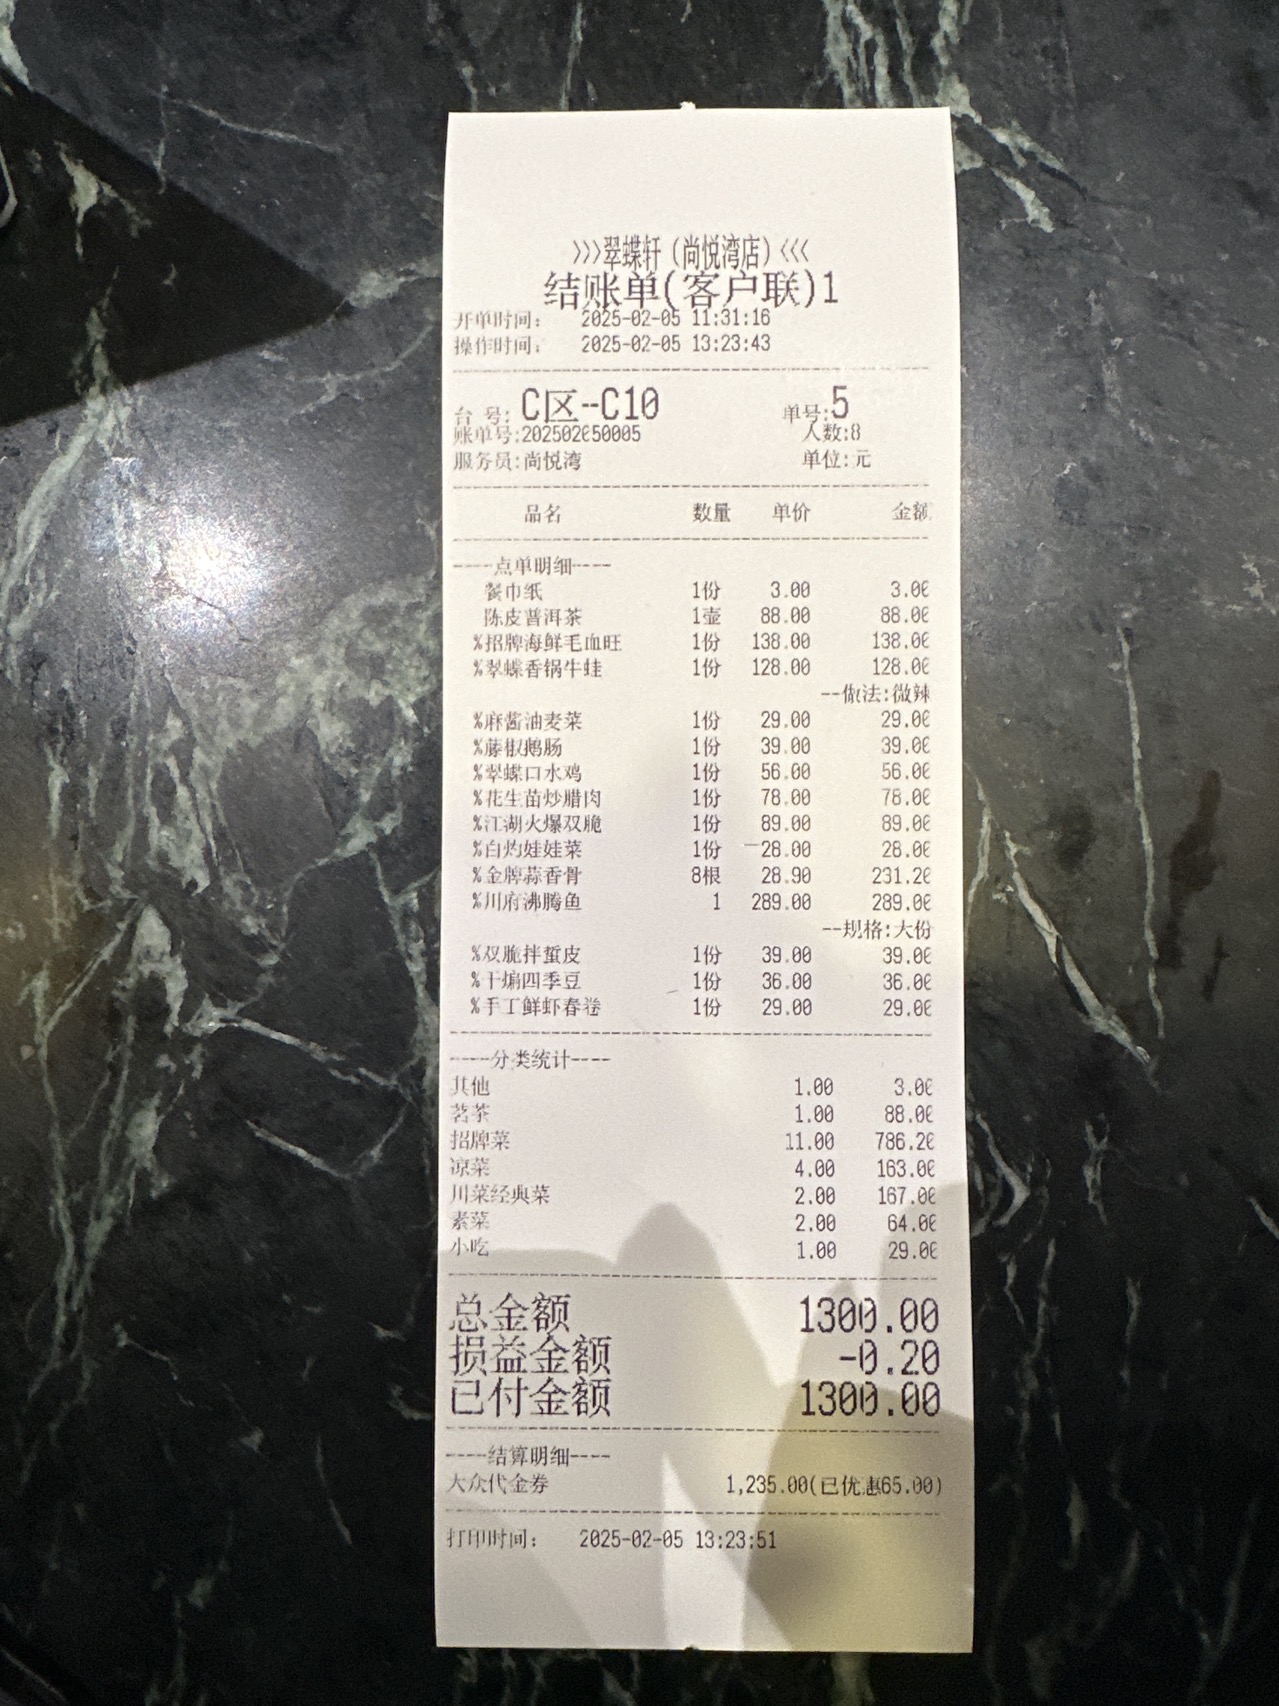 >>>翠蝶轩（尚悦湾店）<<<
结账单(客户联)1
开单时间： 2025-02-05 11:31:16
操作时间： 2025-02-05 13:23:43
台 号: C区-C10 单号:5
账单号:202502050005 人数:8
服务员:尚悦湾 单位:元
品名 数量 单价 金额
----点单明细----
餐巾纸 1份 3.00 3.00
陈皮普洱茶 1壶 88.00 88.00
%招牌海鲜毛血旺 1份 138.00 138.00
%翠蝶香锅牛蛙 1份 128.00 128.00
--做法:微辣
%麻酱油麦菜 1份 29.00 29.00
%藤椒鹅肠 1份 39.00 39.00
%翠蝶口水鸡 1份 56.00 56.00
%花生苗炒腊肉 1份 78.00 78.00
%江湖火爆双脆 1份 89.00 89.00
%白灼娃娃菜 1份 28.00 28.00
%金牌蒜香骨 8根 28.90 231.20
%川府沸腾鱼 1 289.00 289.00
--规格:大份
%双脆拌蜇皮 1份 39.00 39.00
%干煸四季豆 1份 36.00 36.00
%手工鲜虾春卷 1份 29.00 29.00
----分类统计----
其他 1.00 3.00
茗茶 1.00 88.00
招牌菜 11.00 786.20
凉菜 4.00 163.00
川菜经典菜 2.00 167.00
素菜 2.00 64.00
小吃 1.00 29.00
总金额 1300.00
损益金额 -0.20
已付金额 1300.00
----结算明细----
大众代金券 1,235.00(已优惠65.00)
打印时间： 2025-02-05 13:23:51